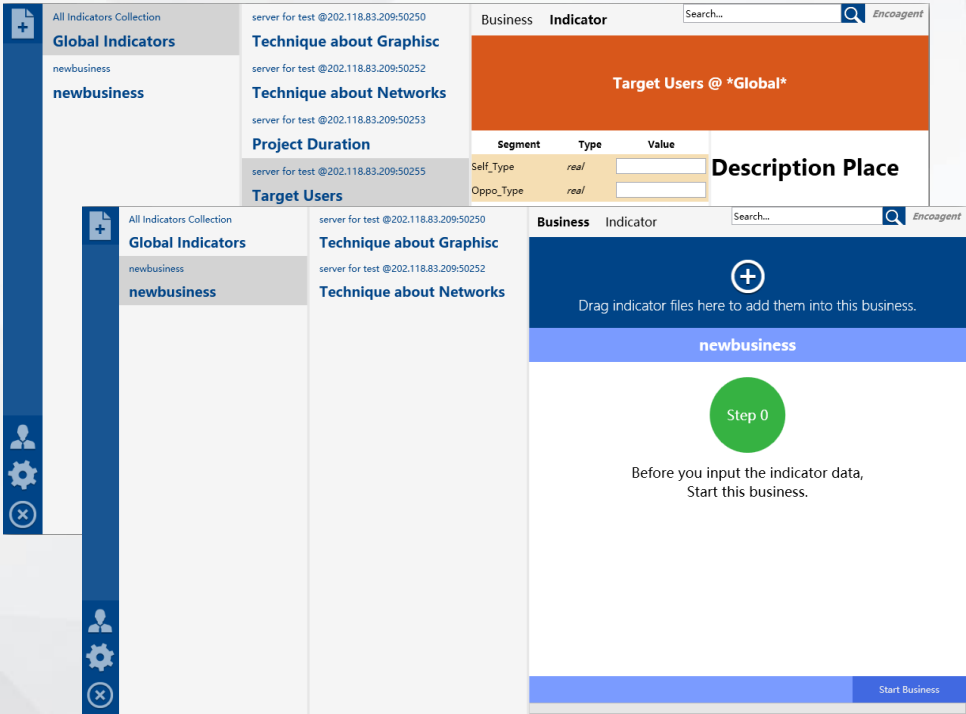 All Indicators Collection
Global Indicators
newbusiness
newbusiness
server for test @202.118.83.209:50250
Technique about Graphisc
server for test @202.118.83.209:50252
Technique about Networks
server for test @202.118.83.209:50253
Project Duration
server for test @202.118.83.209:50255
Target Users
Business Indicator
Search...
Encoagent
Target Users @ *Global*
Segment Type Value
Self_Type real
Oppo_Type real
Description Place
All Indicators Collection
Global Indicators
newbusiness
newbusiness
server for test @202.118.83.209:50250
Technique about Graphisc
server for test @202.118.83.209:50252
Technique about Networks
Business Indicator
Search...
Encoagent
Drag indicator files here to add them into this business.
newbusiness
Step 0
Before you input the indicator data,
Start this business.
Start Business